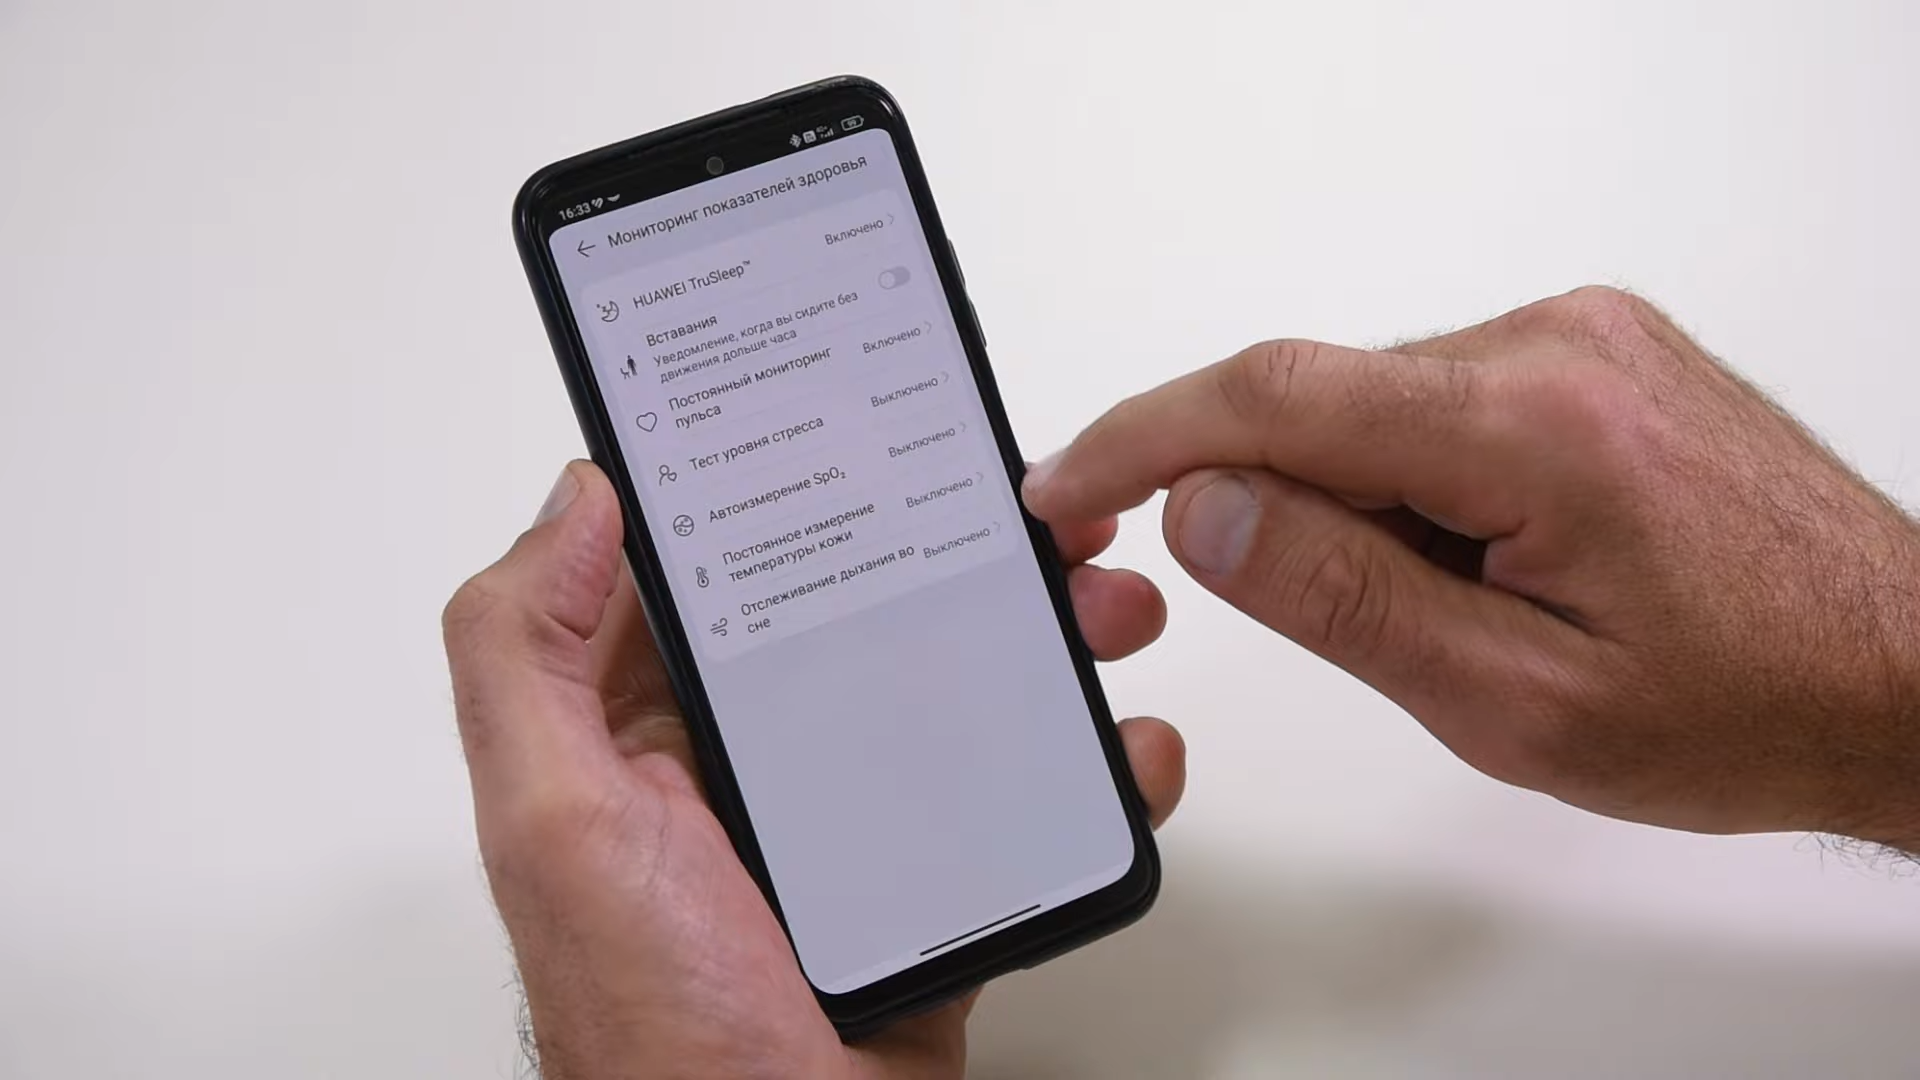 16:33
99
← Мониторинг показателей здоровья
HUAWEI TruSleep™
Включено
Вставания
Уведомление, когда вы сидите без
движения дольше часа
Постоянный мониторинг
пульса
Включено
Тест уровня стресса
Выключено
Автоизмерение SpO₂
Выключено
Постоянное измерение
температуры кожи
Выключено
Отслеживание дыхания во
сне
Выключено